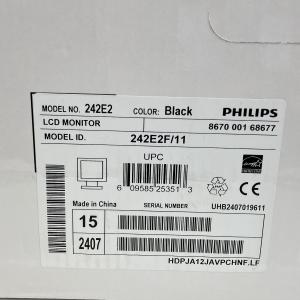 MODEL NO. 242E2 COLOR: Black PHILIPS
LCD MONITOR 8670 001 68677
MODEL ID. 242E2F/11
UPC
6 09585 25351 3
Made in China SERIAL NUMBER UHB2407019611
15
2407
HDPJA12JAVPCHNF.LF